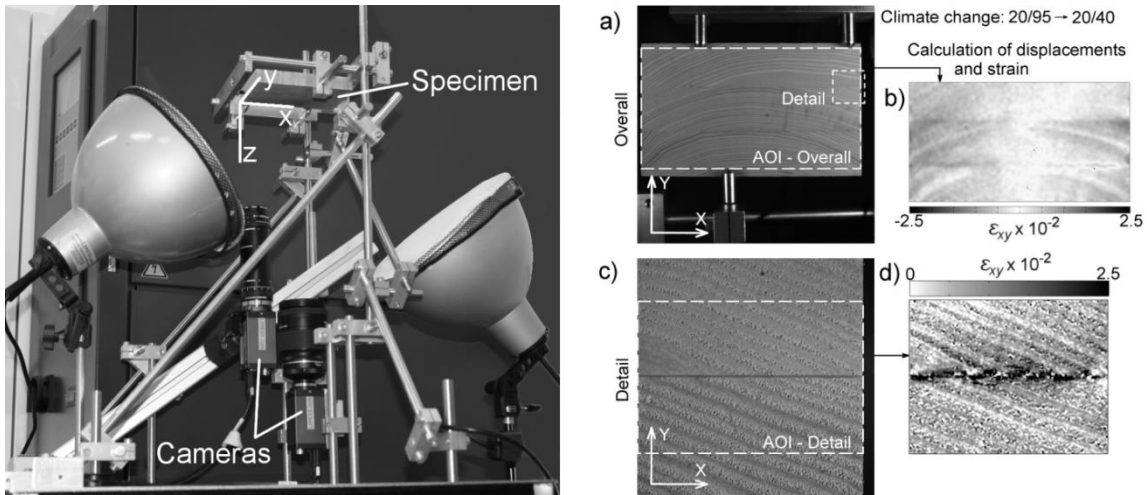 Specimen
y
x
z
Cameras
a)
Climate change: 20/95 → 20/40
Calculation of displacements
and strain
Overall
Detail
AOI - Overall
Y
X
b)
-2.5
2.5
εxy x 10-2
c)
d)
εxy x 10-2
0
2.5
Detail
AOI - Detail
Y
X